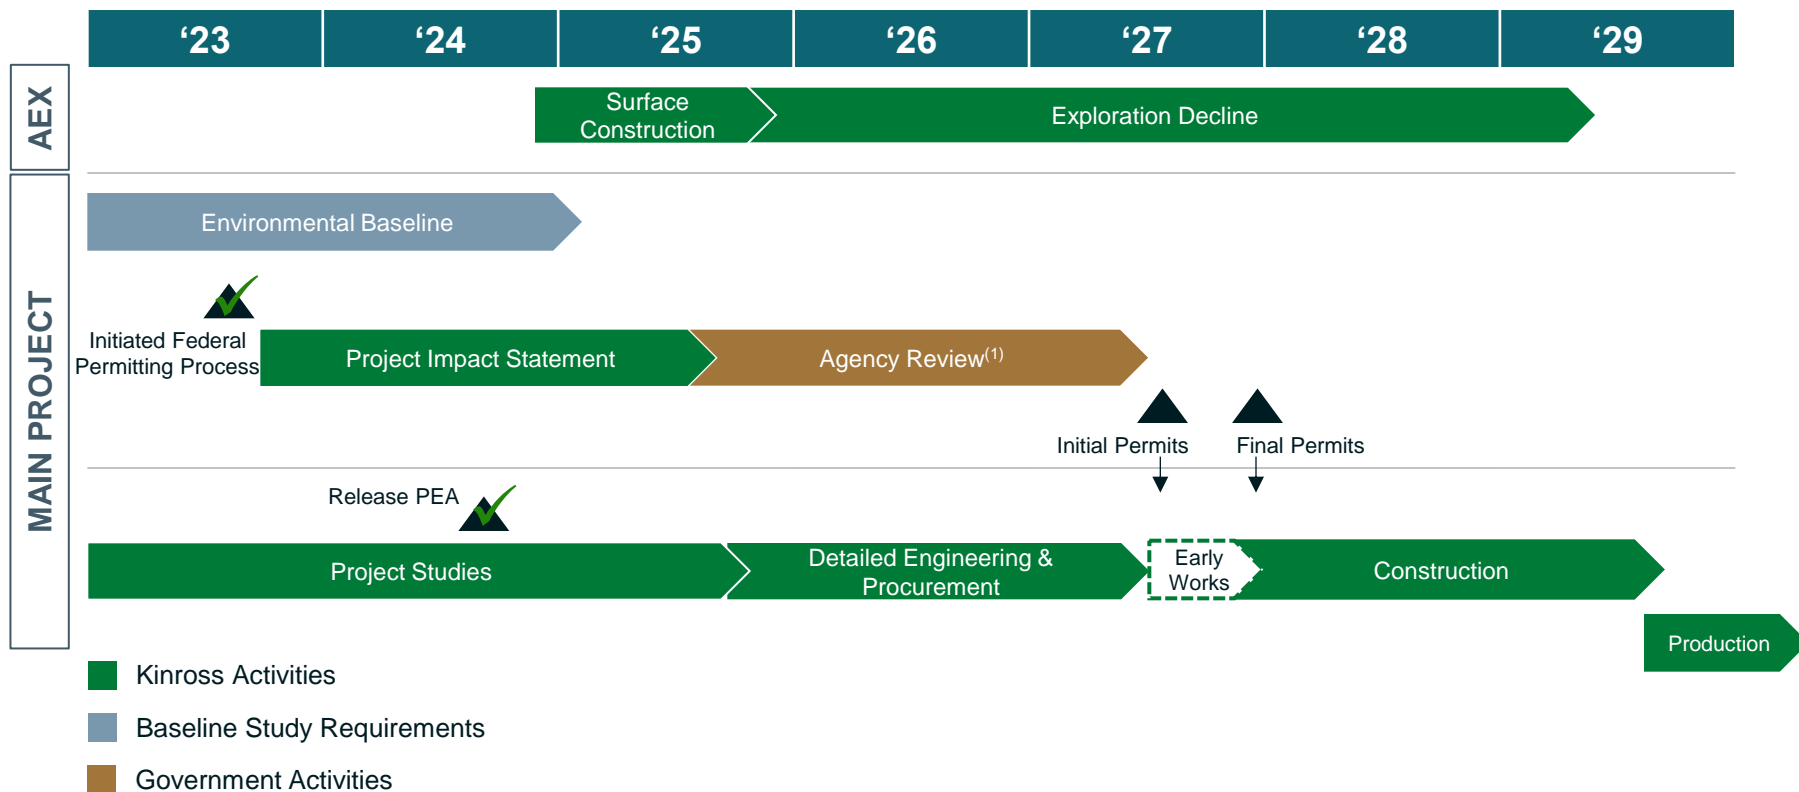 ‘23 ‘24 ‘25 ‘26 ‘27 ‘28 ‘29
AEX
Surface
Construction
Exploration Decline
MAIN PROJECT
Environmental Baseline
Initiated Federal
Permitting Process
Project Impact Statement
Agency Review(1)
Initial Permits
Final Permits
Release PEA
Project Studies
Detailed Engineering &
Procurement
Early
Works
Construction
Production
Kinross Activities
Baseline Study Requirements
Government Activities